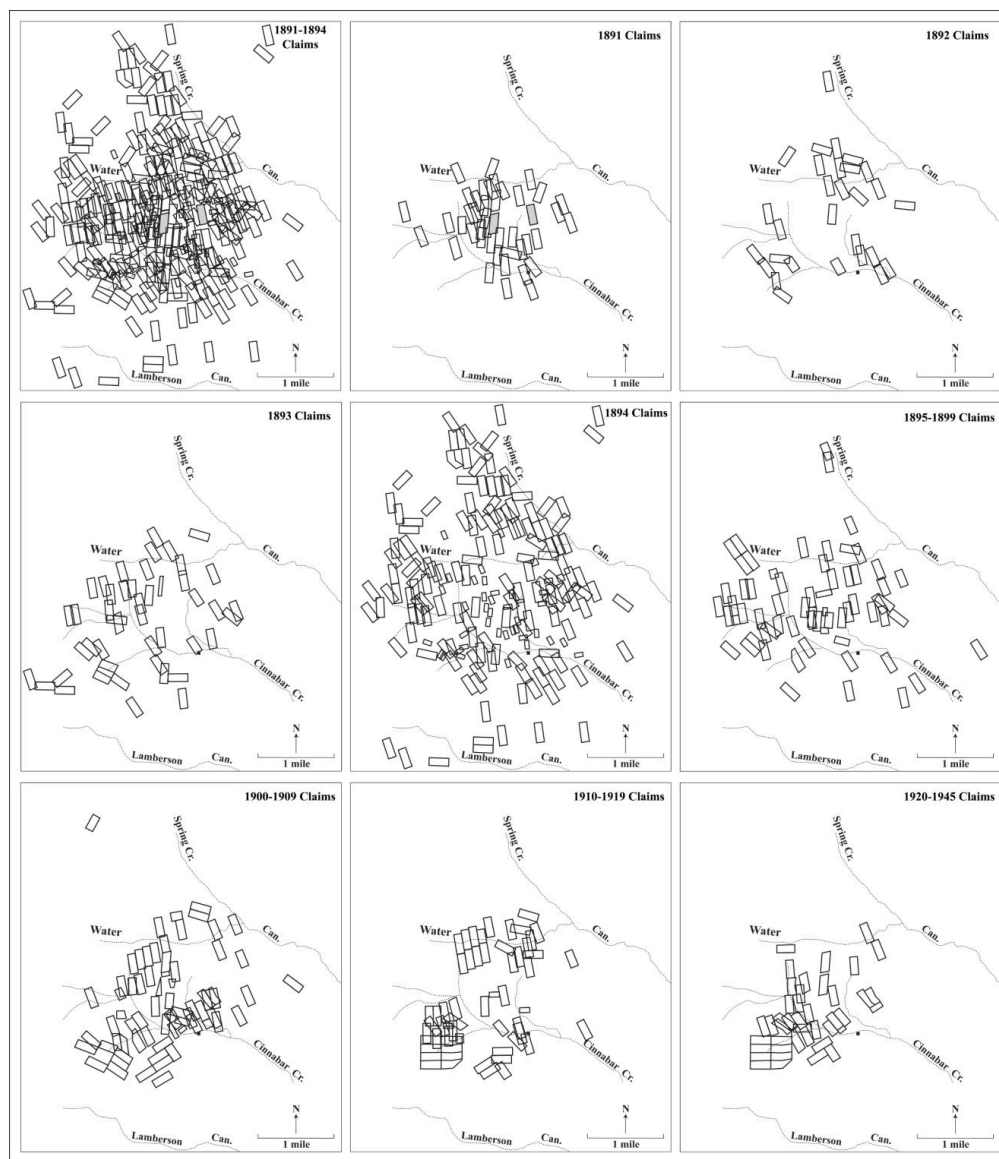 1891-1894
Claims
Spring Cr.
Water
Can.
Cinnabar Cr.
N
Lamberson Can.
1 mile
1891 Claims
Spring Cr.
Water
Can.
Cinnabar Cr.
N
Lamberson Can.
1 mile
1892 Claims
Spring Cr.
Water
Can.
Cinnabar Cr.
N
Lamberson Can.
1 mile
1893 Claims
Spring Cr.
Water
Can.
Cinnabar Cr.
N
Lamberson Can.
1 mile
1894 Claims
Spring Cr.
Water
Can.
Cinnabar Cr.
N
Lamberson Can.
1 mile
1895-1899 Claims
Spring Cr.
Water
Can.
Cinnabar Cr.
N
Lamberson Can.
1 mile
1900-1909 Claims
Spring Cr.
Water
Can.
Cinnabar Cr.
N
Lamberson Can.
1 mile
1910-1919 Claims
Spring Cr.
Water
Can.
Cinnabar Cr.
N
Lamberson Can.
1 mile
1920-1945 Claims
Spring Cr.
Water
Can.
Cinnabar Cr.
N
Lamberson Can.
1 mile